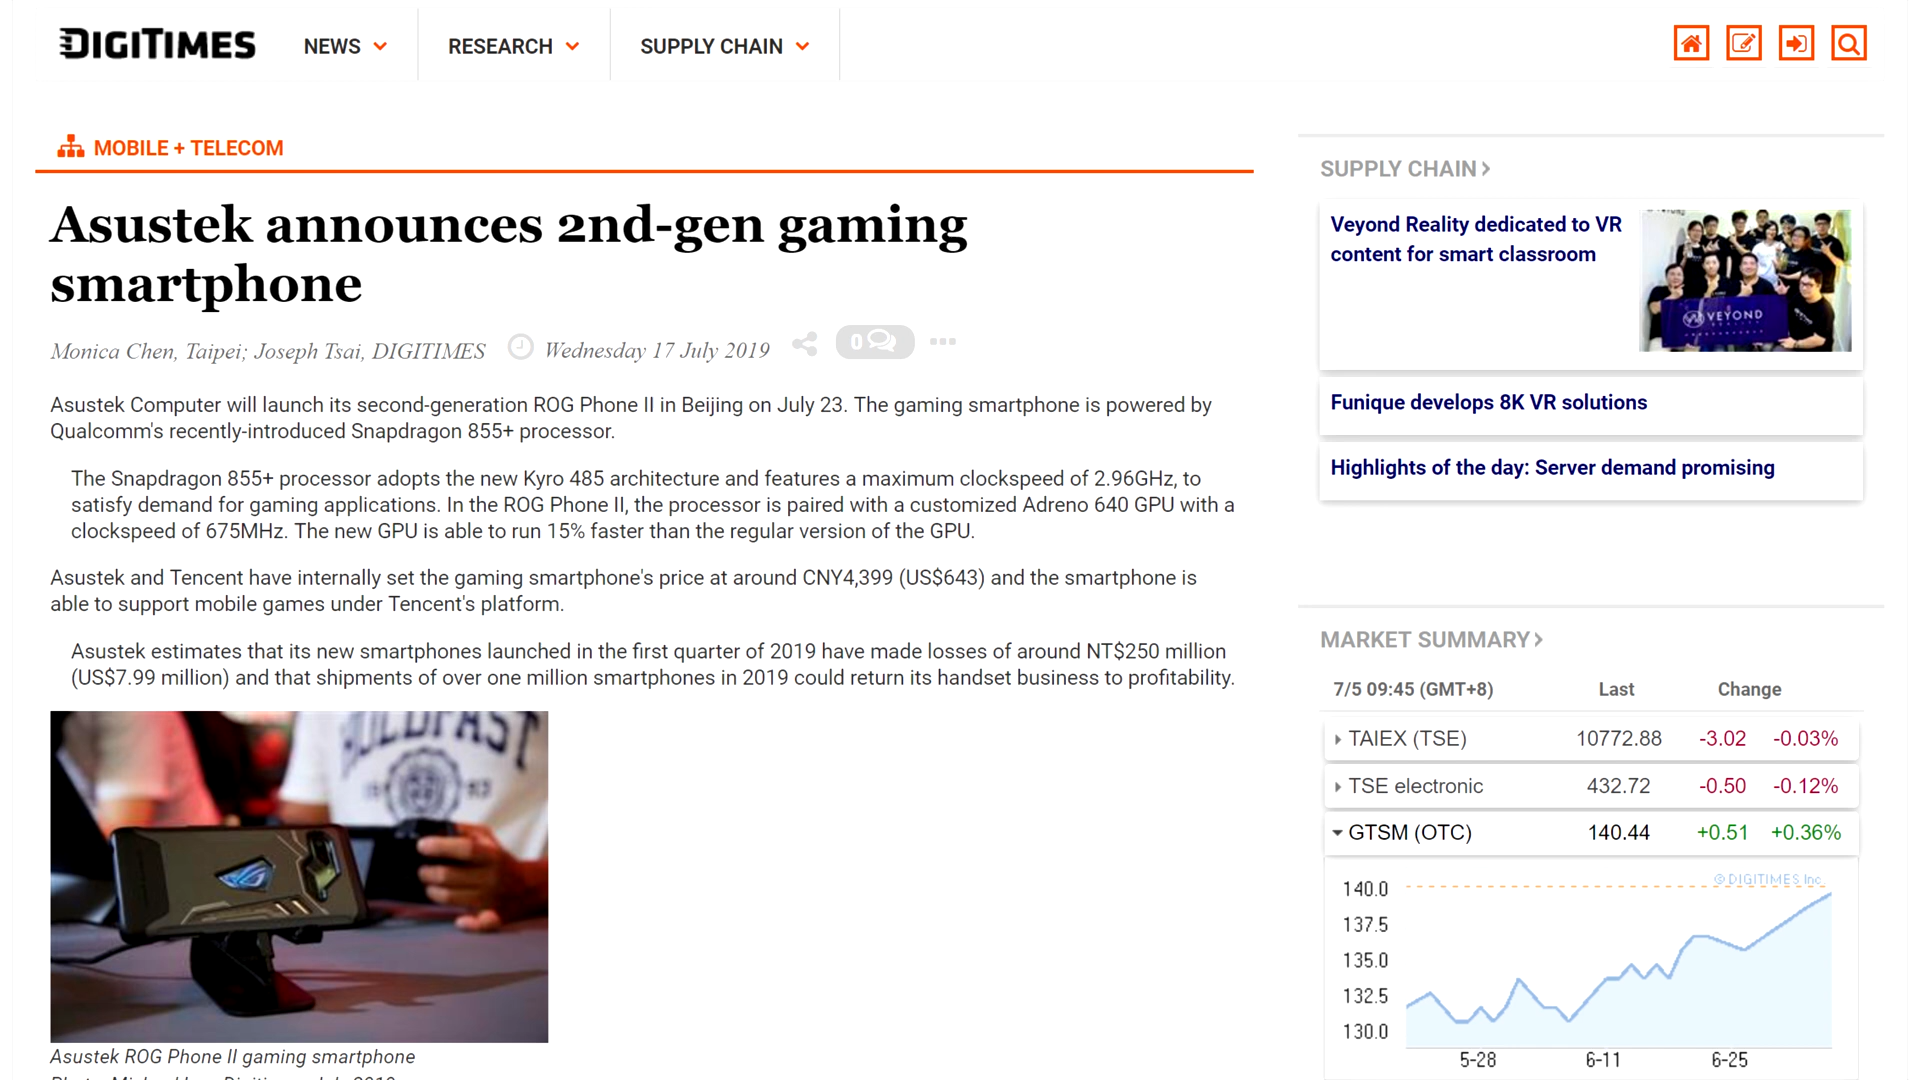 DIGITIMES
NEWS
RESEARCH
SUPPLY CHAIN
MOBILE + TELECOM
Asustek announces 2nd-gen gaming
smartphone
Monica Chen, Taipei; Joseph Tsai, DIGITIMES
Wednesday 17 July 2019
0
Asustek Computer will launch its second-generation ROG Phone II in Beijing on July 23. The gaming smartphone is powered by
Qualcomm's recently-introduced Snapdragon 855+ processor.
The Snapdragon 855+ processor adopts the new Kyro 485 architecture and features a maximum clockspeed of 2.96GHz, to
satisfy demand for gaming applications. In the ROG Phone II, the processor is paired with a customized Adreno 640 GPU with a
clockspeed of 675MHz. The new GPU is able to run 15% faster than the regular version of the GPU.
Asustek and Tencent have internally set the gaming smartphone's price at around CNY4,399 (US$643) and the smartphone is
able to support mobile games under Tencent's platform.
Asustek estimates that its new smartphones launched in the first quarter of 2019 have made losses of around NT$250 million
(US$7.99 million) and that shipments of over one million smartphones in 2019 could return its handset business to profitability.
Asustek ROG Phone II gaming smartphone
SUPPLY CHAIN
Veyond Reality dedicated to VR
content for smart classroom
VEYOND
Funique develops 8K VR solutions
Highlights of the day: Server demand promising
MARKET SUMMARY
7/5 09:45 (GMT+8) Last Change
TAIEX (TSE) 10772.88 -3.02 -0.03%
TSE electronic 432.72 -0.50 -0.12%
GTSM (OTC) 140.44 +0.51 +0.36%
© DIGITIMES Inc.
140.0
137.5
135.0
132.5
130.0
5-28 6-11 6-25